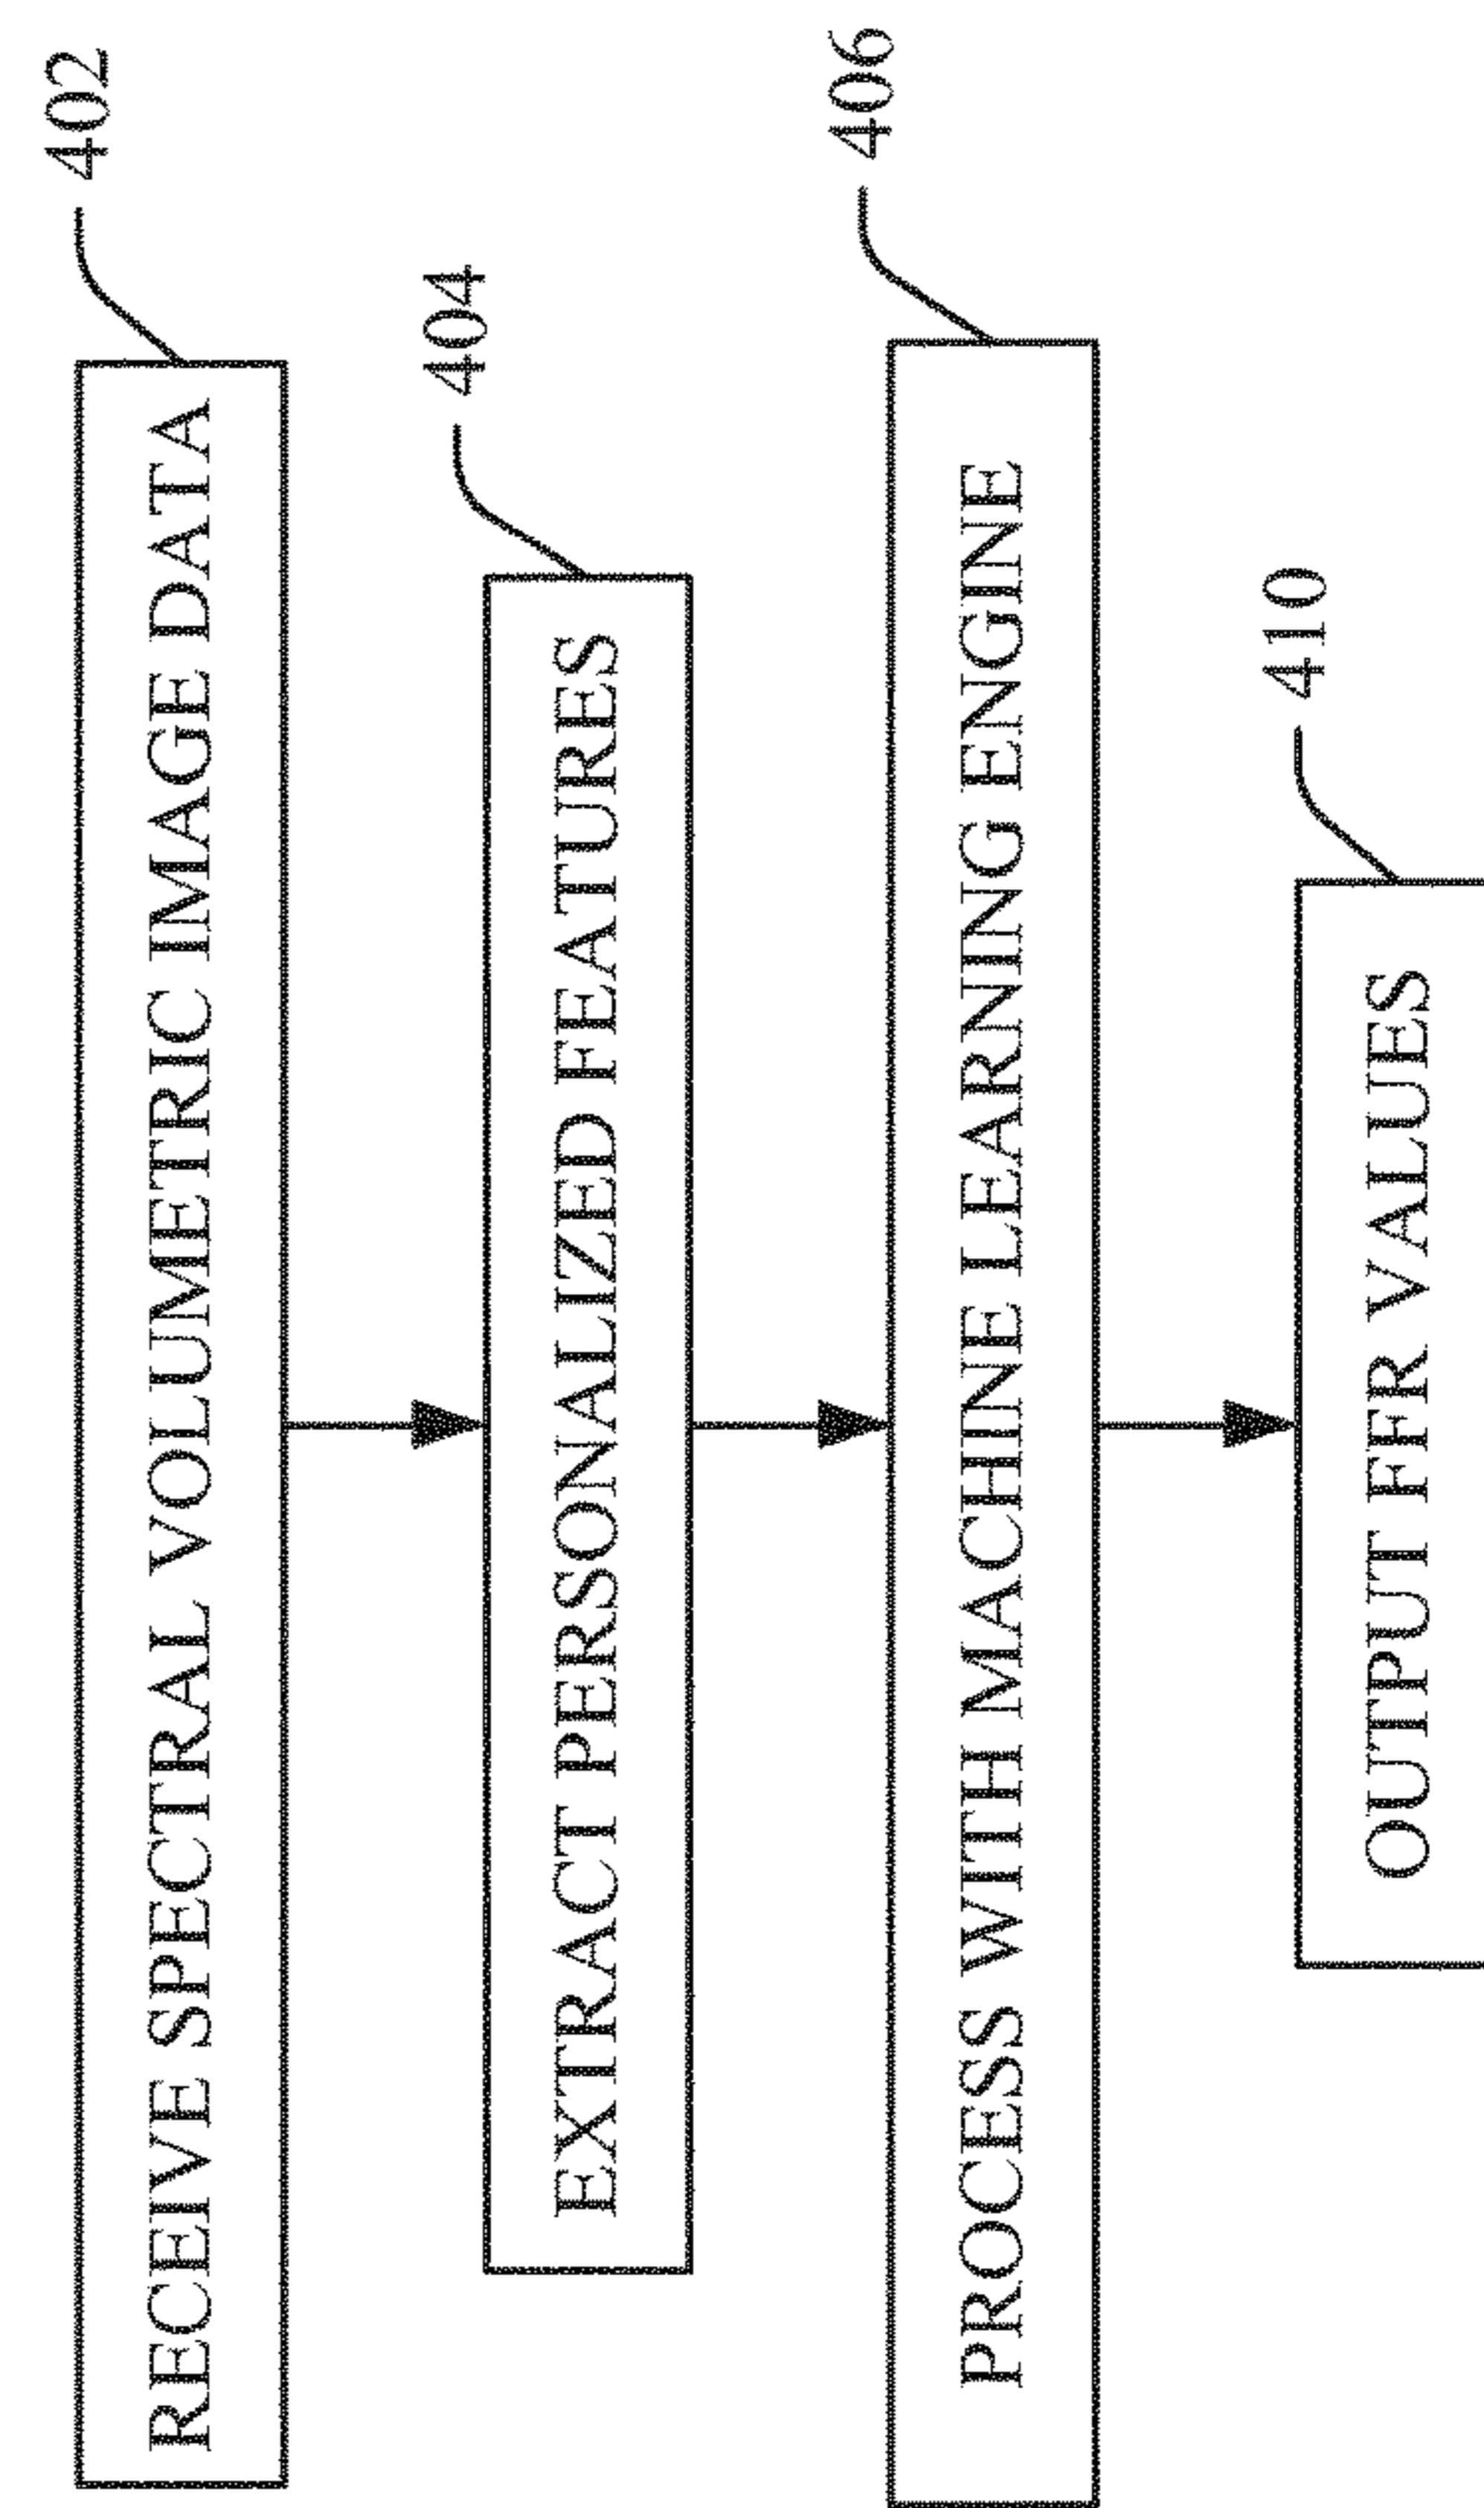 402
RECEIVE SPECTRAL VOLUMETRIC IMAGE DATA
404
EXTRACT PERSONALIZED FEATURES
406
PROCESS WITH MACHINE LEARNING ENGINE
410
OUTPUT FFR VALUES